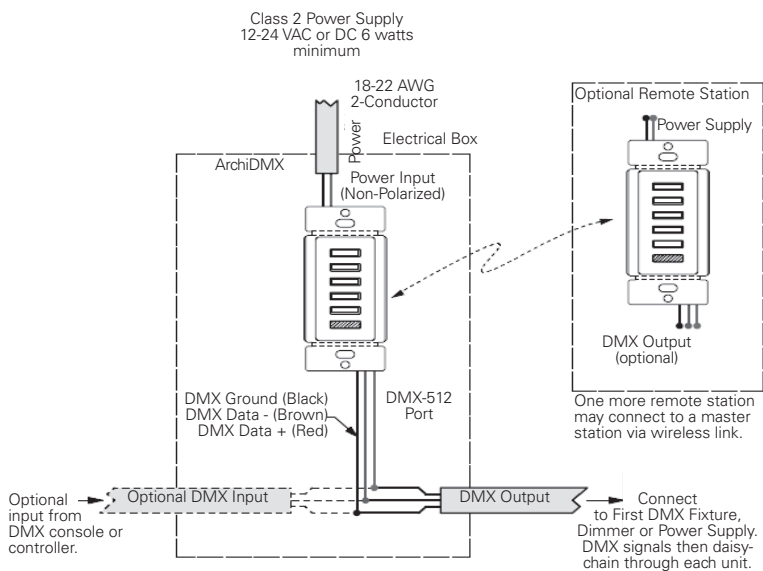 Class 2 Power Supply
12-24 VAC or DC 6 watts
minimum
18-22 AWG
2-Conductor
Power
Electrical Box
ArchiDMX
Power Input
(Non-Polarized)
Optional Remote Station
Power Supply
DMX Output
(optional)
One more remote station
may connect to a master
station via wireless link.
DMX Ground (Black)
DMX Data - (Brown)
DMX Data + (Red)
DMX-512
Port
Optional
input from
DMX console or
controller.
Optional DMX Input
DMX Output
Connect
to First DMX Fixture,
Dimmer or Power Supply.
DMX signals then daisy-
chain through each unit.